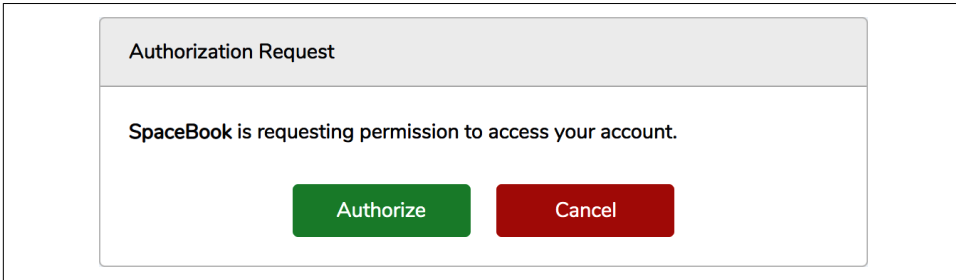 Authorization Request
SpaceBook is requesting permission to access your account.
Authorize
Cancel